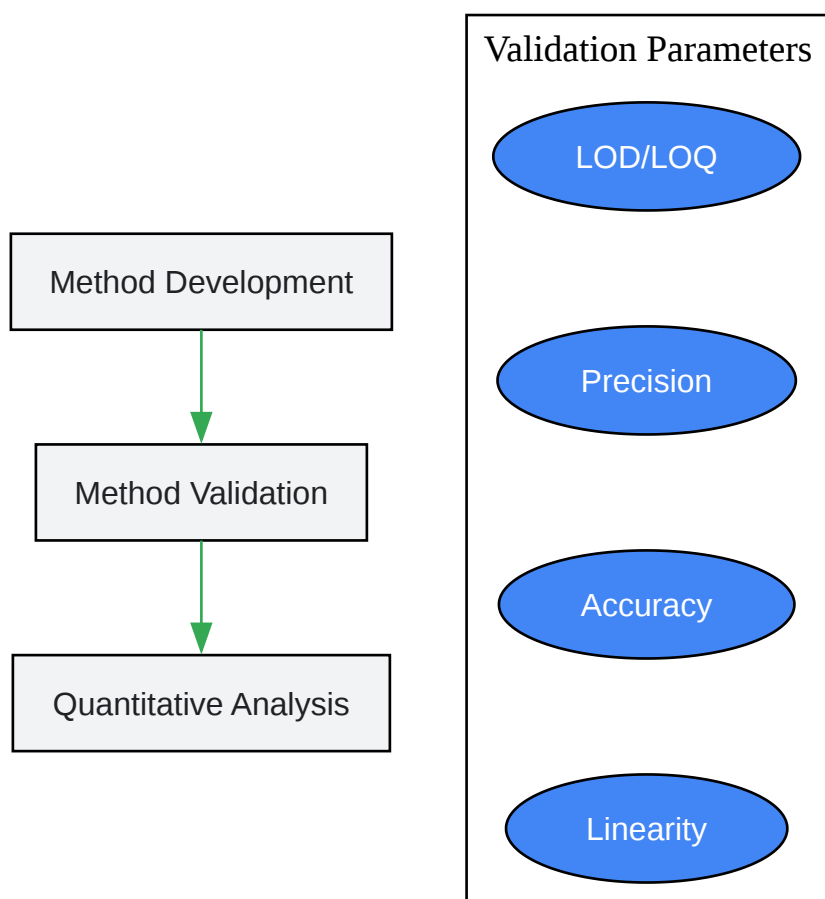 Method Development
Method Validation
Quantitative Analysis
Validation Parameters
LOD/LOQ
Precision
Accuracy
Linearity